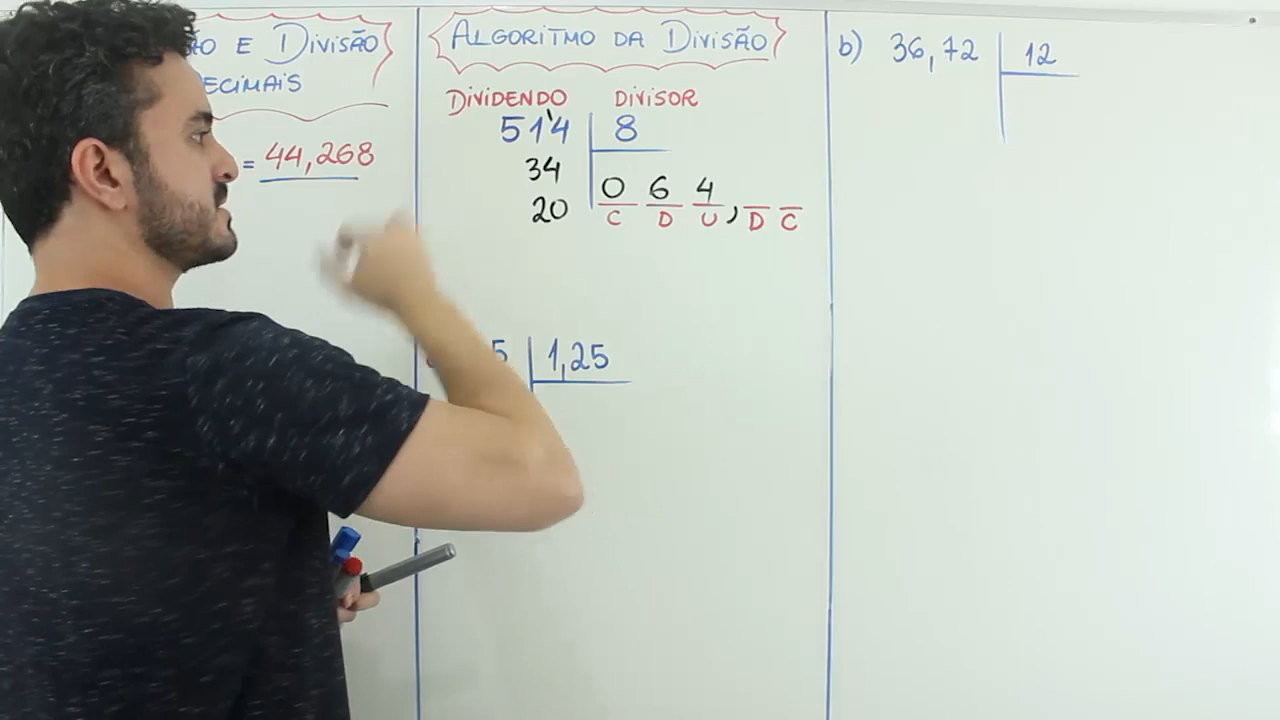 ÃO E DIVISÃO
ECIMAIS
= 44,268
ALGORITMO DA DIVISÃO
DIVIDENDO DIVISOR
514 8
34
20
0 6 4
C D U, D C
5 1,25
b) 36,72 12